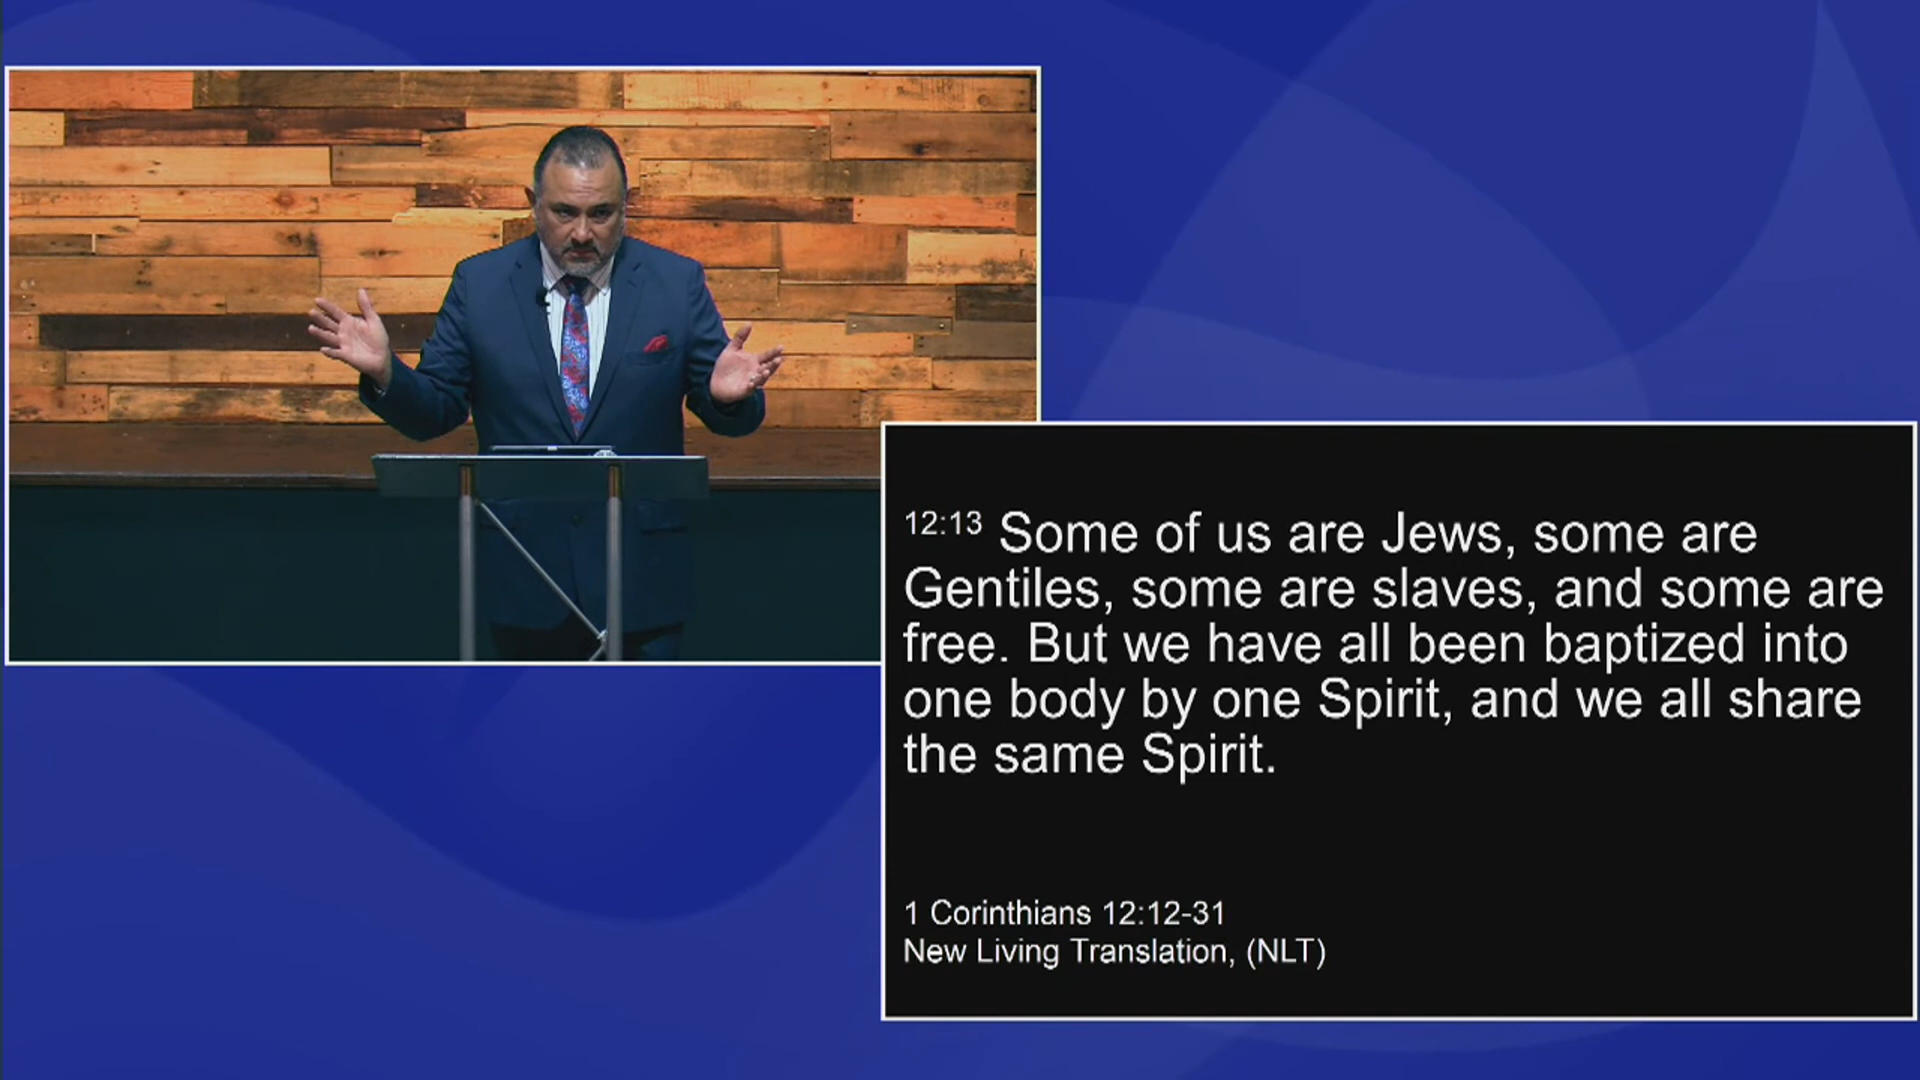 12:13 Some of us are Jews, some are
Gentiles, some are slaves, and some are
free. But we have all been baptized into
one body by one Spirit, and we all share
the same Spirit.
1 Corinthians 12:12-31
New Living Translation, (NLT)